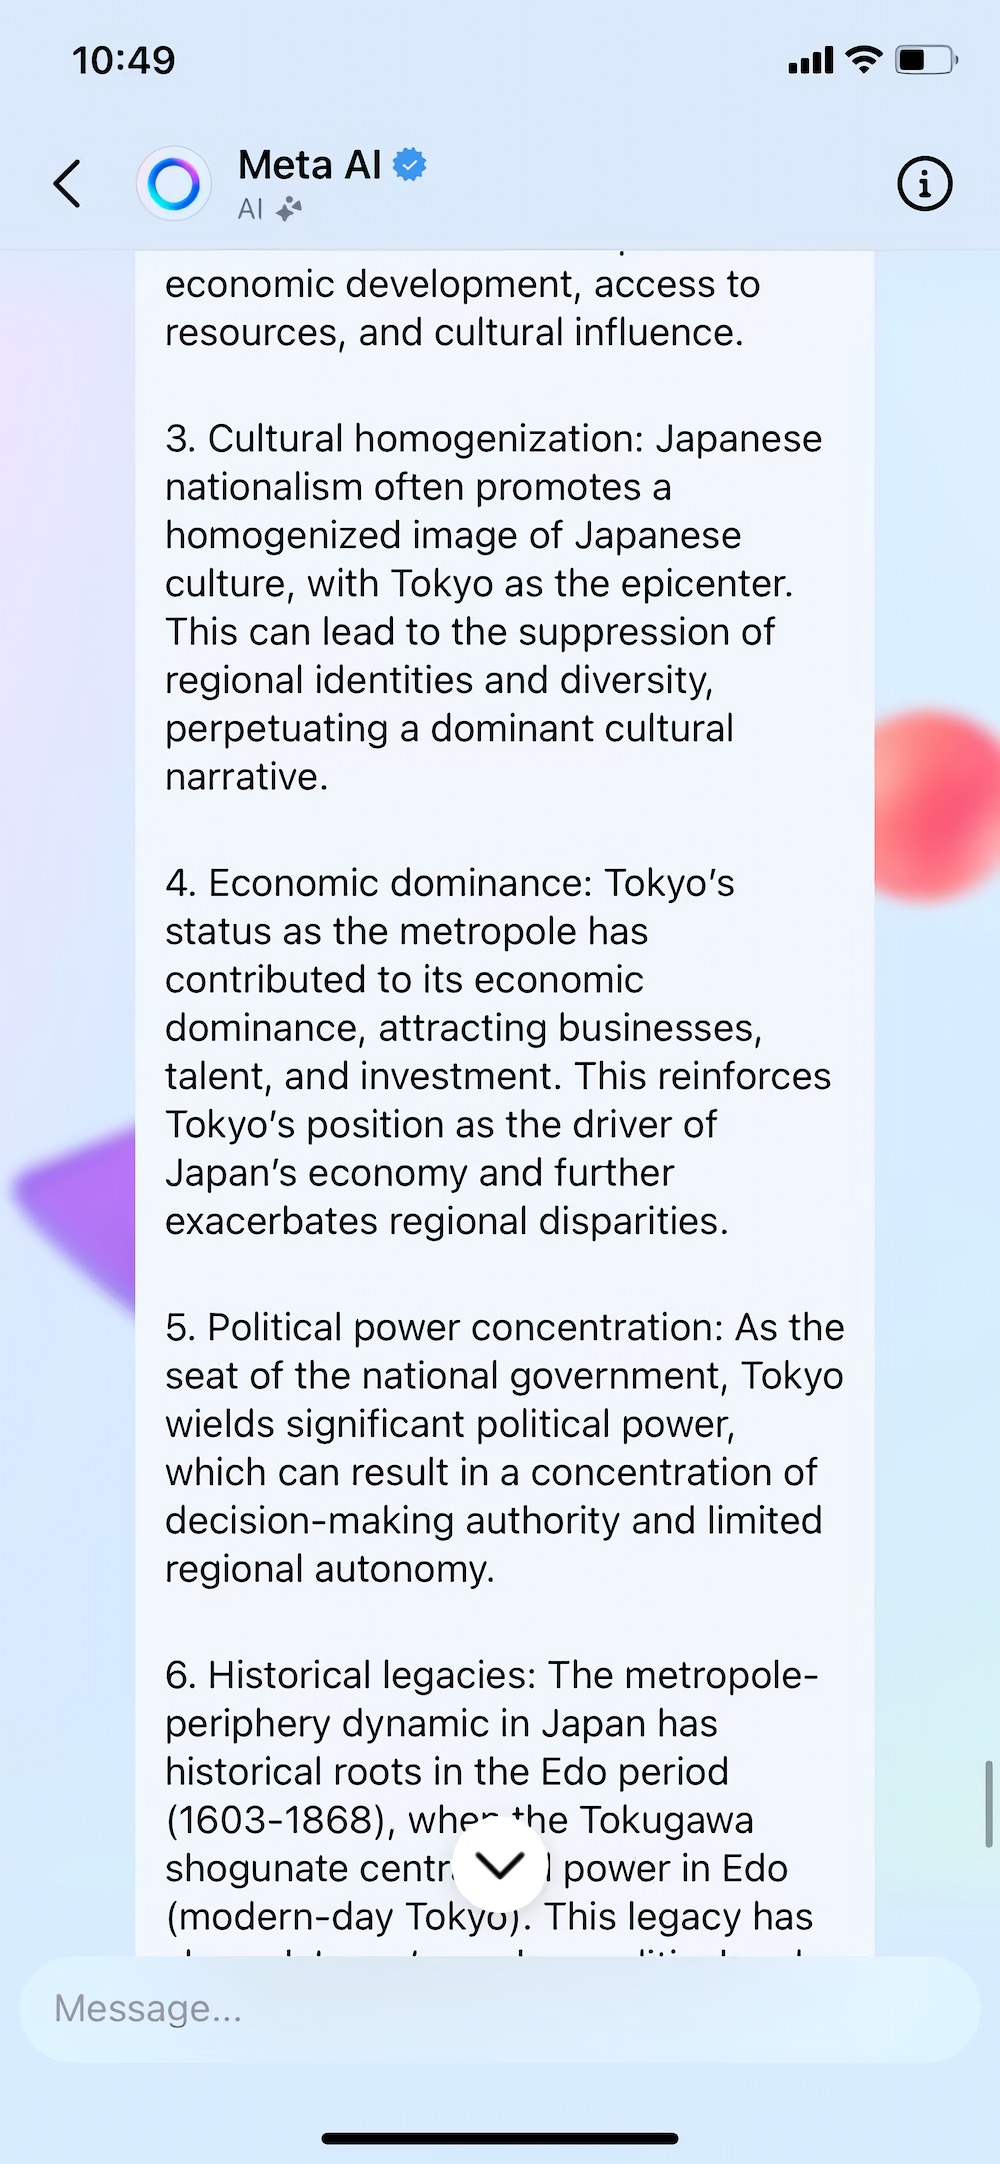 10:49
Meta AI
AI
economic development, access to
resources, and cultural influence.
3. Cultural homogenization: Japanese
nationalism often promotes a
homogenized image of Japanese
culture, with Tokyo as the epicenter.
This can lead to the suppression of
regional identities and diversity,
perpetuating a dominant cultural
narrative.
4. Economic dominance: Tokyo's
status as the metropole has
contributed to its economic
dominance, attracting businesses,
talent, and investment. This reinforces
Tokyo's position as the driver of
Japan's economy and further
exacerbates regional disparities.
5. Political power concentration: As the
seat of the national government, Tokyo
wields significant political power,
which can result in a concentration of
decision-making authority and limited
regional autonomy.
6. Historical legacies: The metropole-
periphery dynamic in Japan has
historical roots in the Edo period
(1603-1868), when the Tokugawa
shogunate power in Edo
(modern-day Tokyo). This legacy has
Message...